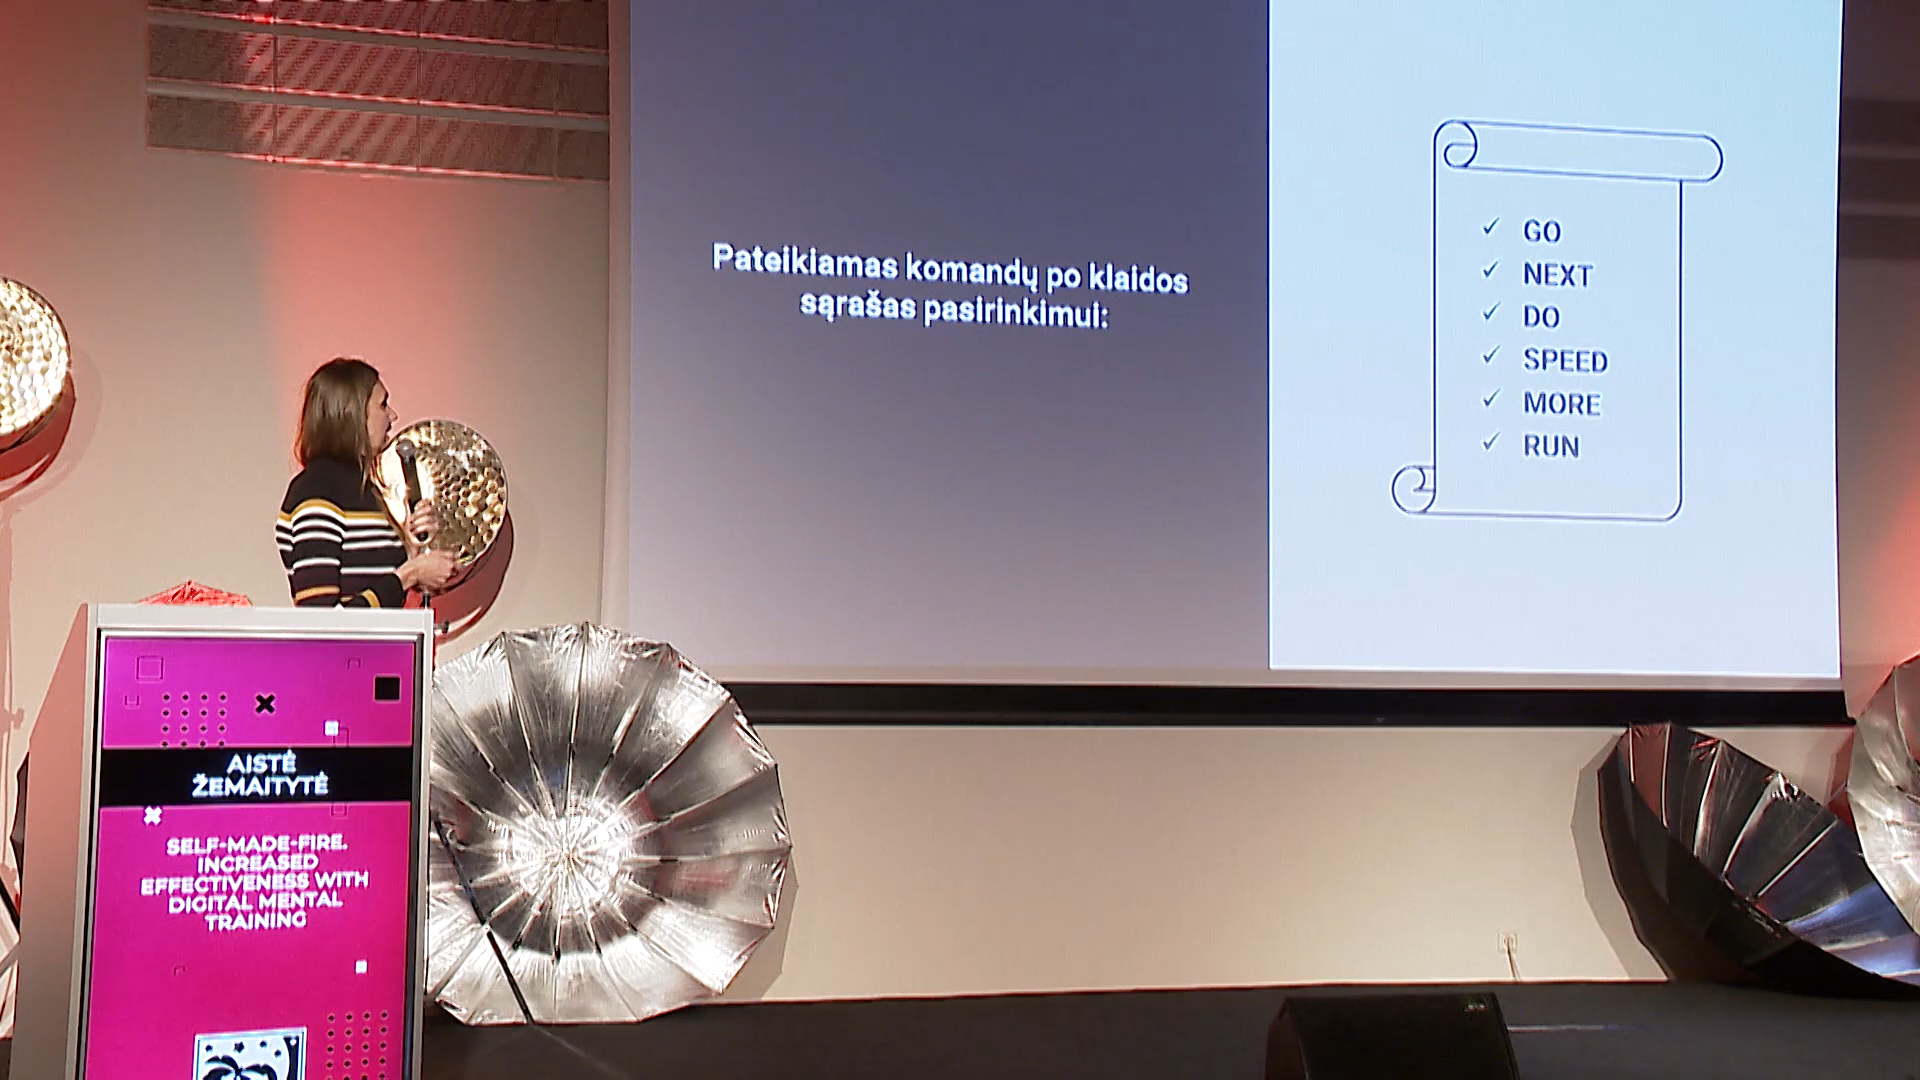 Pateikiamas komandų po klaidos
sąrašas pasirinkimui:
GO
NEXT
DO
SPEED
MORE
RUN
AISTĖ
ŽEMAITYTĖ
SELF-MADE-FIRE.
INCREASED
EFFECTIVENESS WITH
DIGITAL MENTAL
TRAINING